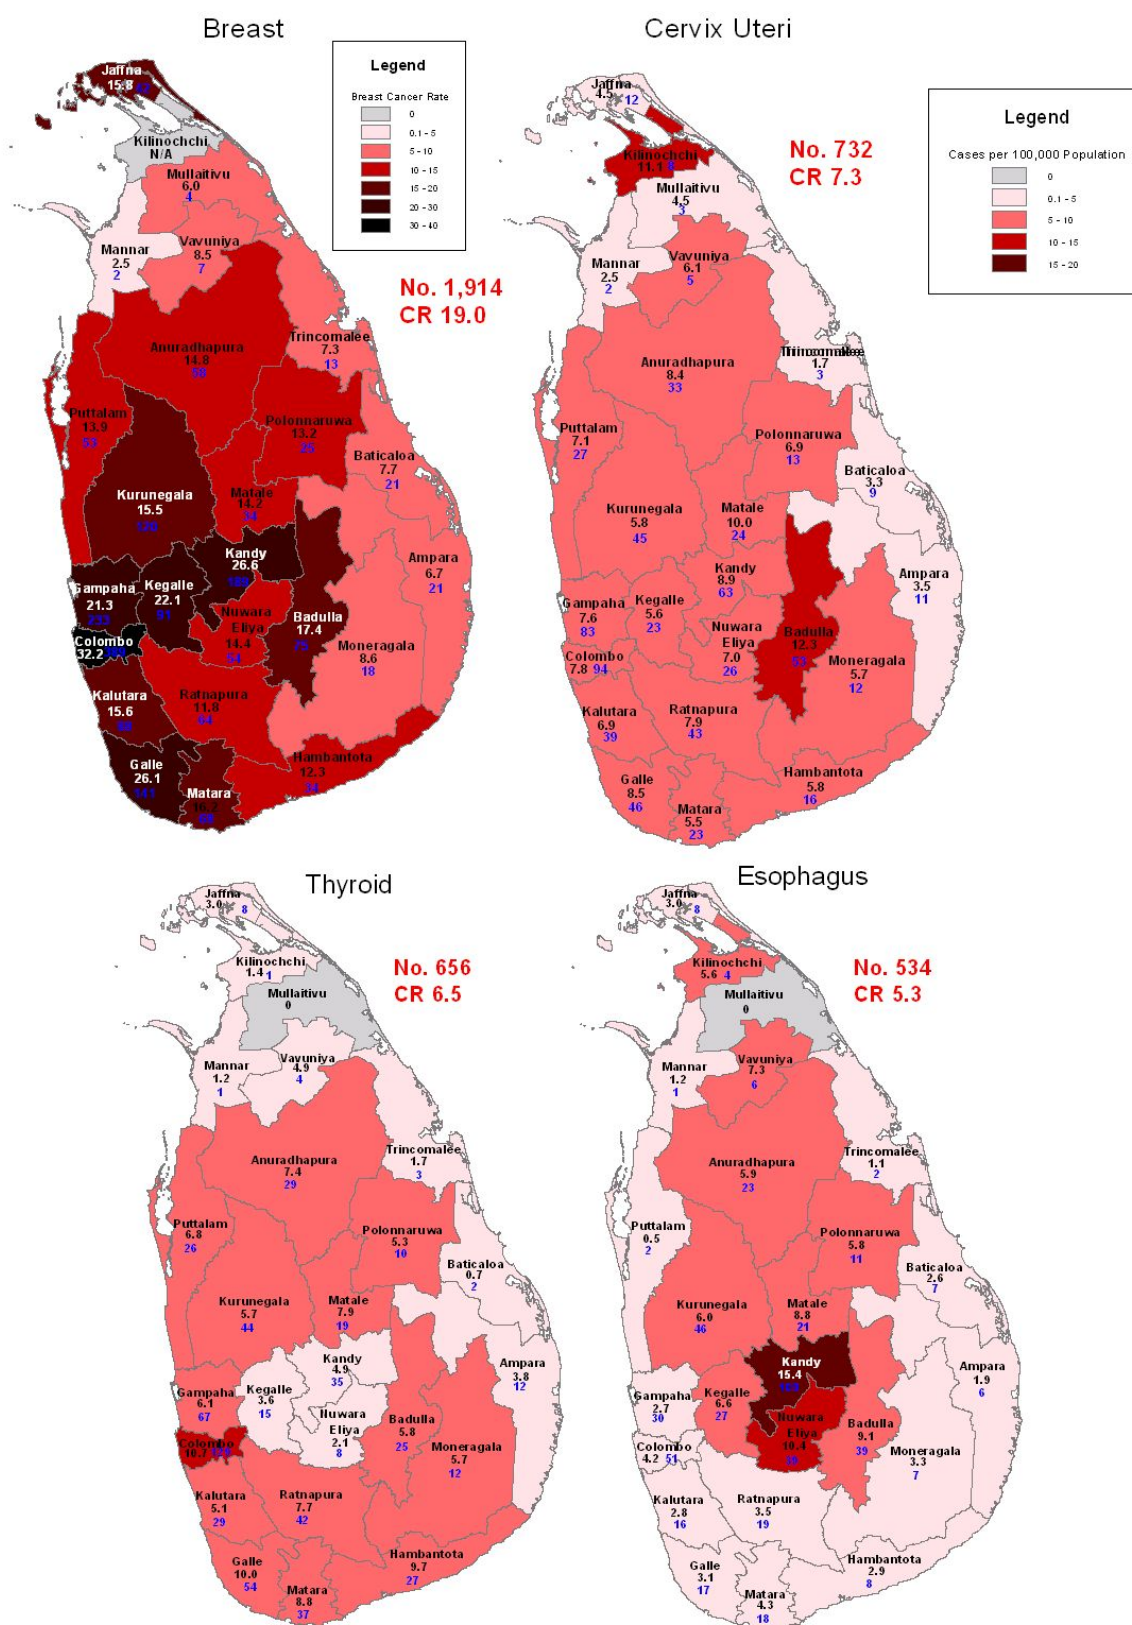 Breast
Cervix Uteri
Legend
Breast Cancer Rate
0
0.1 - 5
5 - 10
10 - 15
15 - 20
20 - 30
30 - 40
Jaffna
15.8
Kilinochchi
N/A
Mullaitivu
6.0
4
Mannar
2.5
2
Vavuniya
8.5
7
No. 1,914
CR 19.0
Anuradhapura
14.8
58
Trincomalee
7.3
13
Puttalam
13.9
53
Polonnaruwa
13.2
25
Baticaloa
7.7
21
Kurunegala
15.5
120
Matale
14.2
34
Kandy
26.6
189
Ampara
6.7
21
Gampaha
21.3
233
Kegalle
22.1
91
Nuwara
Eliya
14.4
54
Badulla
17.4
75
Colombo
32.2
Moneragala
8.6
18
Kalutara
15.6
88
Ratnapura
11.8
64
Galle
26.1
141
Matara
16.2
68
Hambantota
12.3
34
Legend
Cases per 100,000 Population
0
0.1 - 5
5 - 10
10 - 15
15 - 20
Jaffna
4.5 12
Kilinochchi
11.1 8
No. 732
CR 7.3
Mullaitivu
4.5
3
Mannar
2.5
2
Vavuniya
6.1
5
Anuradhapura
8.4
33
Trincomalee
1.7
3
Puttalam
7.1
27
Polonnaruwa
6.9
13
Baticaloa
3.3
9
Kurunegala
5.8
45
Matale
10.0
24
Kandy
8.9
63
Ampara
3.5
11
Gampaha
7.6
83
Kegalle
5.6
23
Nuwara
Eliya
7.0
26
Badulla
12.3
53
Colombo
7.8 94
Moneragala
5.7
12
Kalutara
6.9
39
Ratnapura
7.9
43
Galle
8.5
46
Matara
5.5
23
Hambantota
5.8
16
Thyroid
Esophagus
Jaffna
3.0 8
Kilinochchi
1.4 1
No. 656
CR 6.5
Mullaitivu
0
Mannar
1.2
1
Vavuniya
4.9
4
Anuradhapura
7.4
29
Trincomalee
1.7
3
Puttalam
6.8
26
Polonnaruwa
5.3
10
Baticaloa
0.7
2
Kurunegala
5.7
44
Matale
7.9
19
Kandy
4.9
35
Ampara
3.8
12
Gampaha
6.1
67
Kegalle
3.6
15
Nuwara
Eliya
2.1
8
Badulla
5.8
25
Colombo
10.7
Moneragala
5.7
12
Kalutara
5.1
29
Ratnapura
7.7
42
Galle
10.0
54
Matara
8.8
37
Hambantota
9.7
27
Jaffna
3.0 8
Kilinochchi
5.6 4
No. 534
CR 5.3
Mullaitivu
0
Mannar
1.2
1
Vavuniya
7.3
6
Anuradhapura
5.9
23
Trincomalee
1.1
2
Puttalam
0.5
2
Polonnaruwa
5.8
11
Baticaloa
2.6
7
Kurunegala
6.0
46
Matale
8.8
21
Kandy
15.4
Ampara
1.9
6
Gampaha
2.7
30
Kegalle
6.6
27
Nuwara
Eliya
10.4
39
Badulla
9.1
39
Colombo
4.2 51
Moneragala
3.3
7
Kalutara
2.8
16
Ratnapura
3.5
19
Galle
3.1
17
Matara
4.3
18
Hambantota
2.9
8